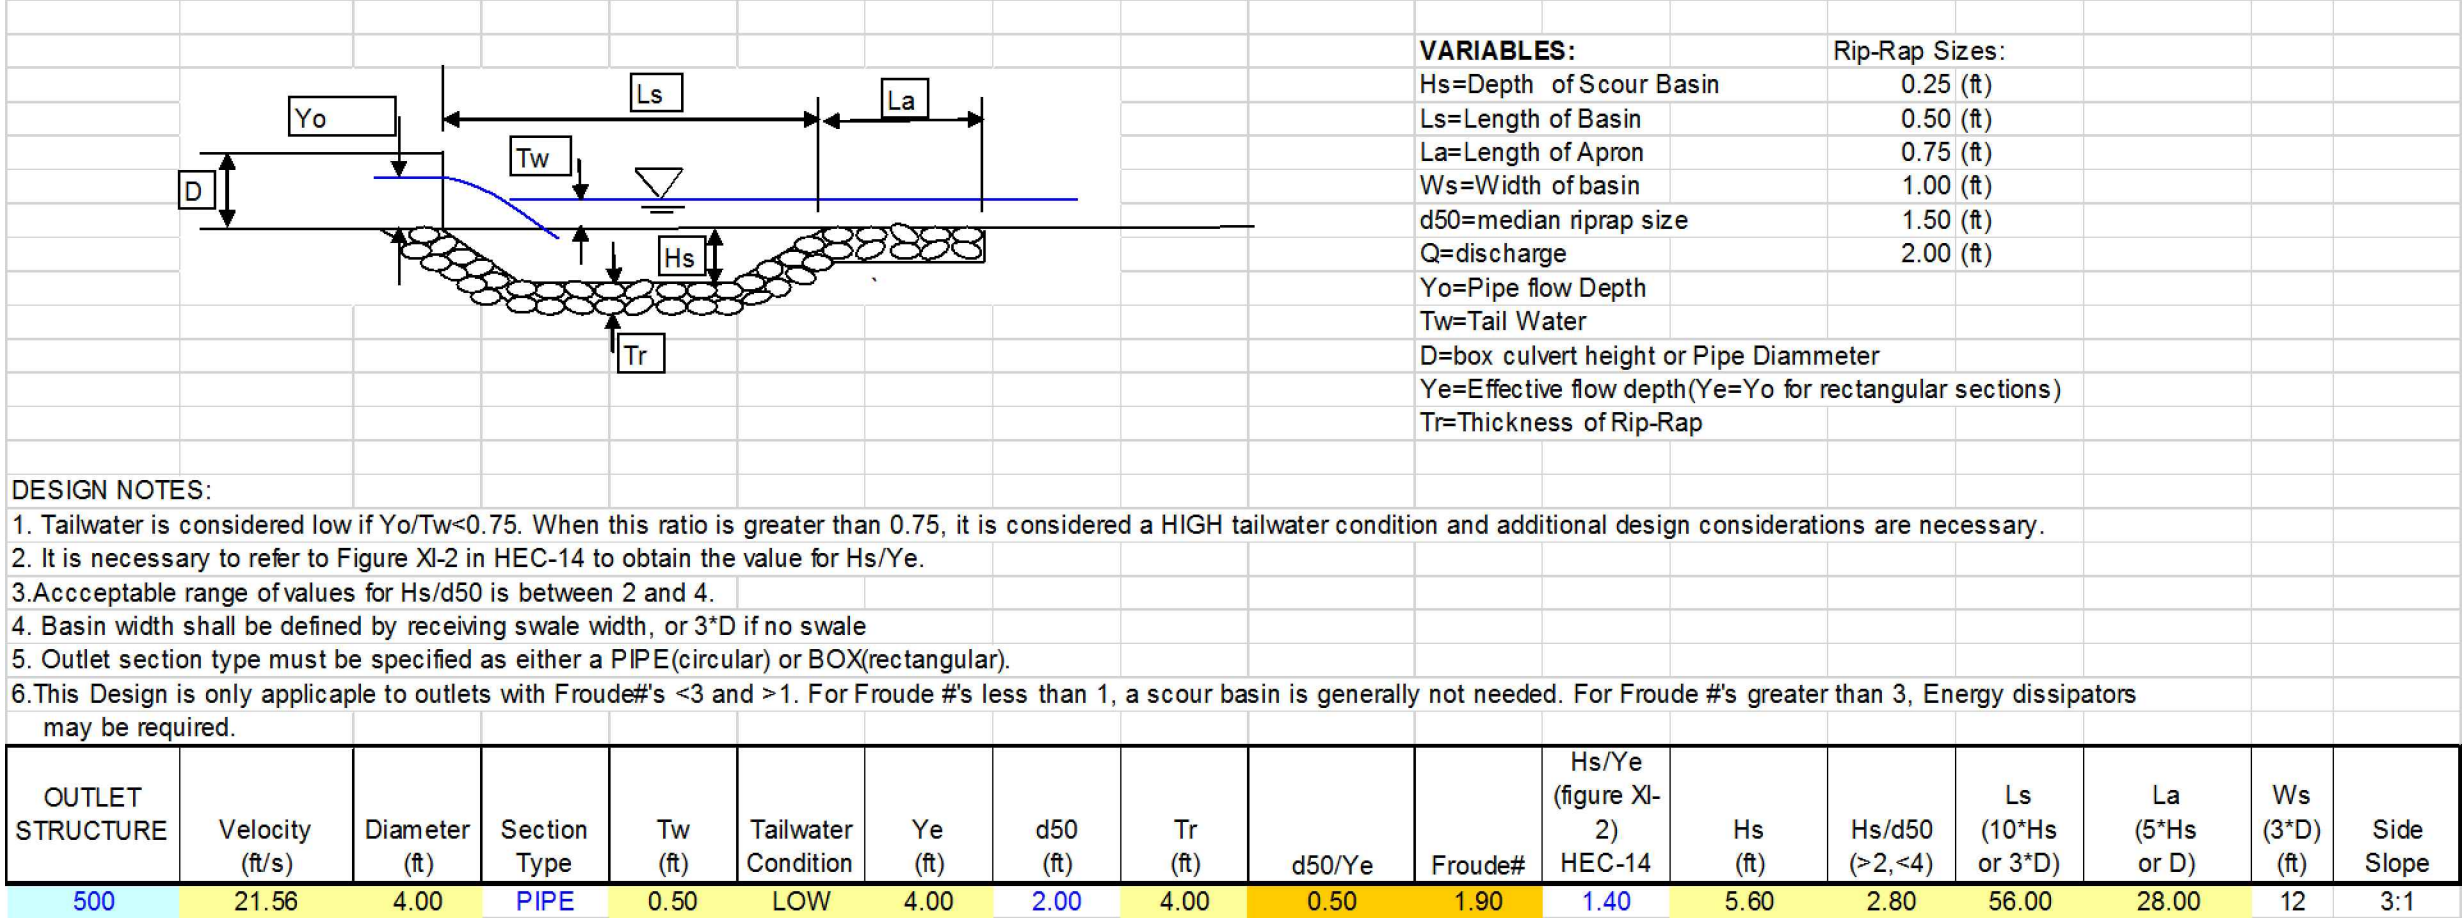 VARIABLES: Rip-Rap Sizes:
Hs=Depth of Scour Basin 0.25 (ft)
Ls=Length of Basin 0.50 (ft)
La=Length of Apron 0.75 (ft)
Ws=Width of basin 1.00 (ft)
d50=median riprap size 1.50 (ft)
Q=discharge 2.00 (ft)
Yo=Pipe flow Depth
Tw=Tail Water
D=box culvert height or Pipe Diammeter
Ye=Effective flow depth(Ye=Yo for rectangular sections)
Tr=Thickness of Rip-Rap
Ls
La
Yo
Tw
D
Hs
Tr
DESIGN NOTES:
1. Tailwater is considered low if Yo/Tw<0.75. When this ratio is greater than 0.75, it is considered a HIGH tailwater condition and additional design considerations are necessary.
2. It is necessary to refer to Figure XI-2 in HEC-14 to obtain the value for Hs/Ye.
3.Accceptable range of values for Hs/d50 is between 2 and 4.
4. Basin width shall be defined by receiving swale width, or 3*D if no swale
5. Outlet section type must be specified as either a PIPE(circular) or BOX(rectangular).
6.This Design is only applicaple to outlets with Froude#'s <3 and >1. For Froude #'s less than 1, a scour basin is generally not needed. For Froude #'s greater than 3, Energy dissipators
may be required.
OUTLET
STRUCTURE
Velocity
(ft/s)
Diameter
(ft)
Section
Type
Tw
(ft)
Tailwater
Condition
Ye
(ft)
d50
(ft)
Tr
(ft)
d50/Ye
Froude#
Hs/Ye
(figure XI-
2)
HEC-14
Hs
(ft)
Hs/d50
(>2,<4)
Ls
(10*Hs
or 3*D)
La
(5*Hs
or D)
Ws
(3*D)
(ft)
Side
Slope
500 21.56 4.00 PIPE 0.50 LOW 4.00 2.00 4.00 0.50 1.90 1.40 5.60 2.80 56.00 28.00 12 3:1